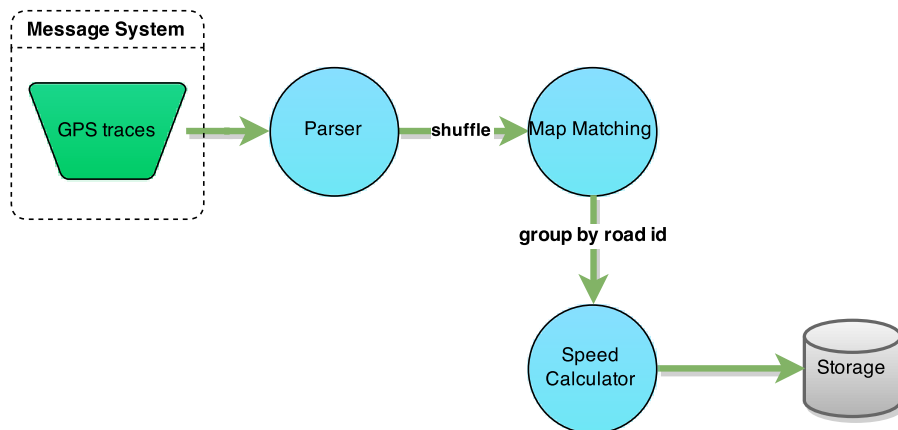 Message System
GPS traces
Parser
shuffle
Map Matching
group by road id
Speed
Calculator
Storage